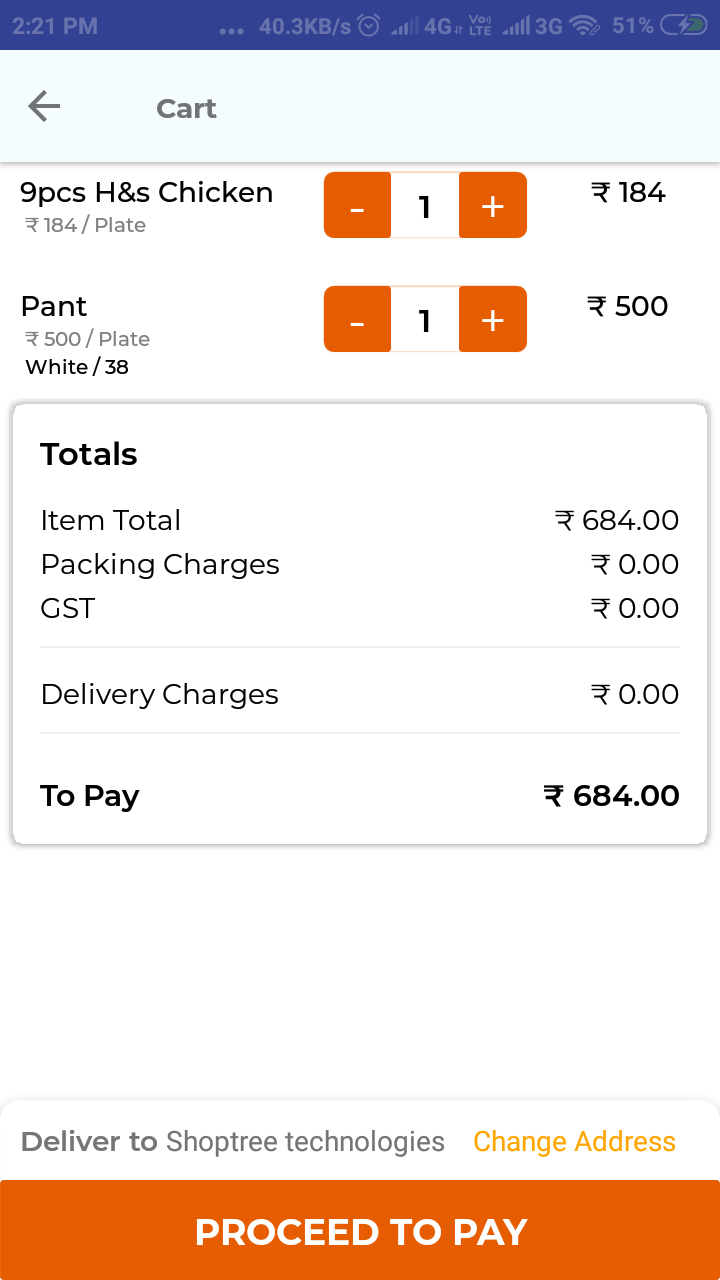 2:21 PM ... 40.3KB/s 4G VoI) LTE 3G 51%
Cart
9pcs H&s Chicken - 1 + ₹ 184
₹ 184 / Plate
Pant - 1 + ₹ 500
₹ 500 / Plate
White / 38
Totals
Item Total ₹ 684.00
Packing Charges ₹ 0.00
GST ₹ 0.00
Delivery Charges ₹ 0.00
To Pay ₹ 684.00
Deliver to Shoptree technologies Change Address
PROCEED TO PAY